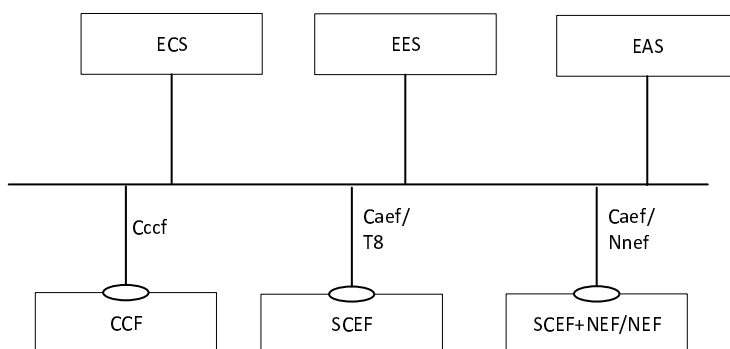 ECS
EES
EAS
Cccf
Caef/
T8
Caef/
Nnef
CCF
SCEF
SCEF+NEF/NEF